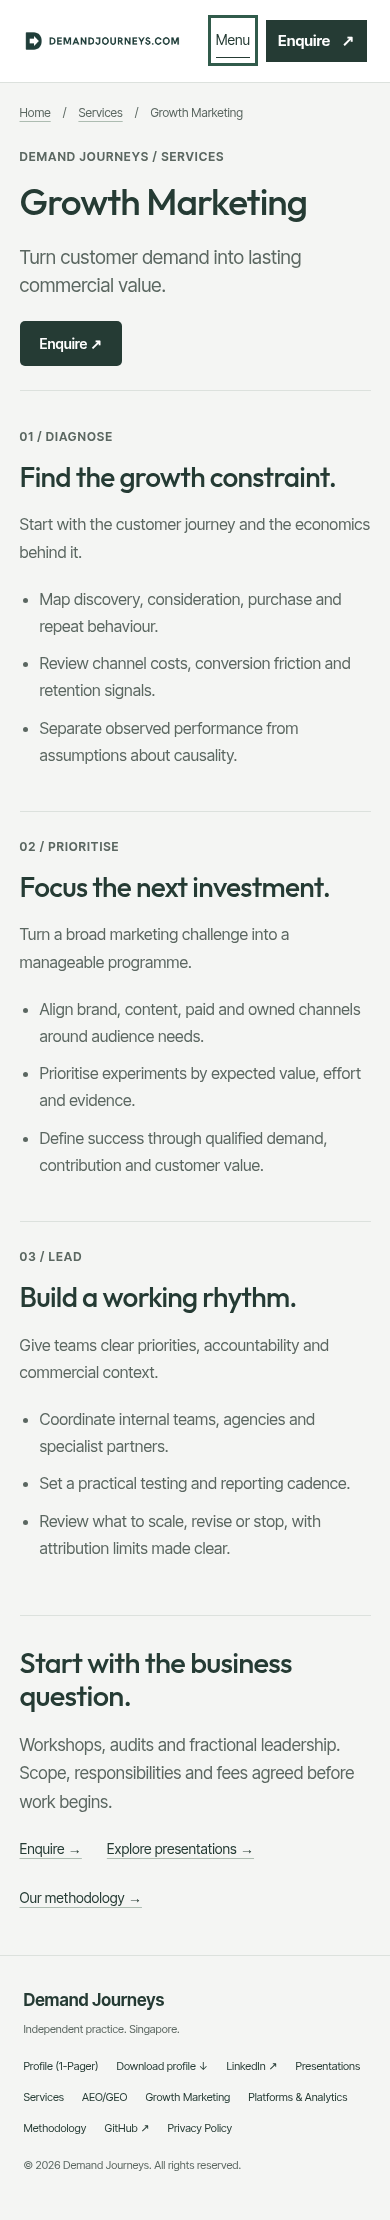 DEMANDJOURNEYS.COM
Menu
Enquire ↗
Home / Services / Growth Marketing
DEMAND JOURNEYS / SERVICES
Growth Marketing
Turn customer demand into lasting
commercial value.
Enquire ↗
01 / DIAGNOSE
Find the growth constraint.
Start with the customer journey and the economics
behind it.
• Map discovery, consideration, purchase and
repeat behaviour.
• Review channel costs, conversion friction and
retention signals.
• Separate observed performance from
assumptions about causality.
02 / PRIORITISE
Focus the next investment.
Turn a broad marketing challenge into a
manageable programme.
• Align brand, content, paid and owned channels
around audience needs.
• Prioritise experiments by expected value, effort
and evidence.
• Define success through qualified demand,
contribution and customer value.
03 / LEAD
Build a working rhythm.
Give teams clear priorities, accountability and
commercial context.
• Coordinate internal teams, agencies and
specialist partners.
• Set a practical testing and reporting cadence.
• Review what to scale, revise or stop, with
attribution limits made clear.
Start with the business
question.
Workshops, audits and fractional leadership.
Scope, responsibilities and fees agreed before
work begins.
Enquire → Explore presentations →
Our methodology →
Demand Journeys
Independent practice. Singapore.
Profile (1-Pager) Download profile ↓ LinkedIn ↗ Presentations
Services AEO/GEO Growth Marketing Platforms & Analytics
Methodology GitHub ↗ Privacy Policy
© 2026 Demand Journeys. All rights reserved.